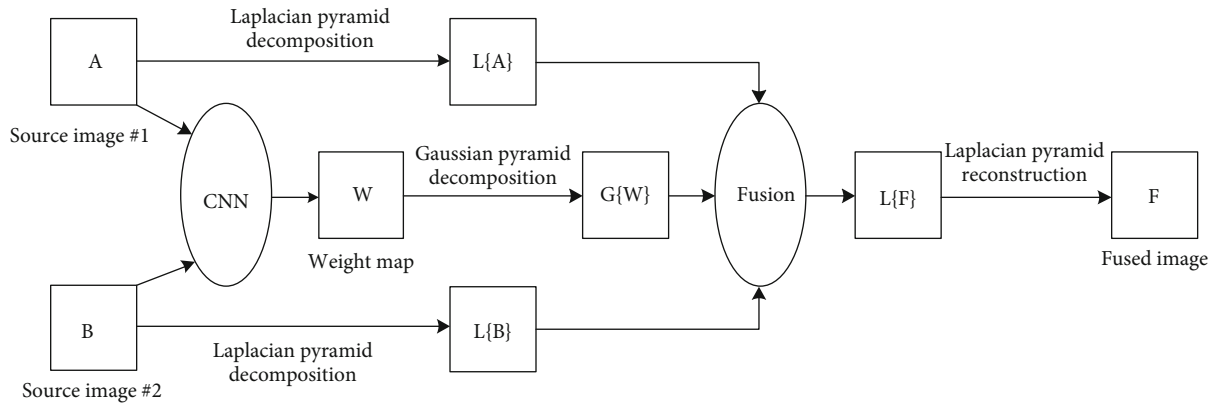 Laplacian pyramid
decomposition
A
L{A}
Source image #1
CNN
W
Weight map
Gaussian pyramid
decomposition
G{W}
Fusion
L{F}
Laplacian pyramid
reconstruction
F
Fused image
B
L{B}
Laplacian pyramid
decomposition
Source image #2